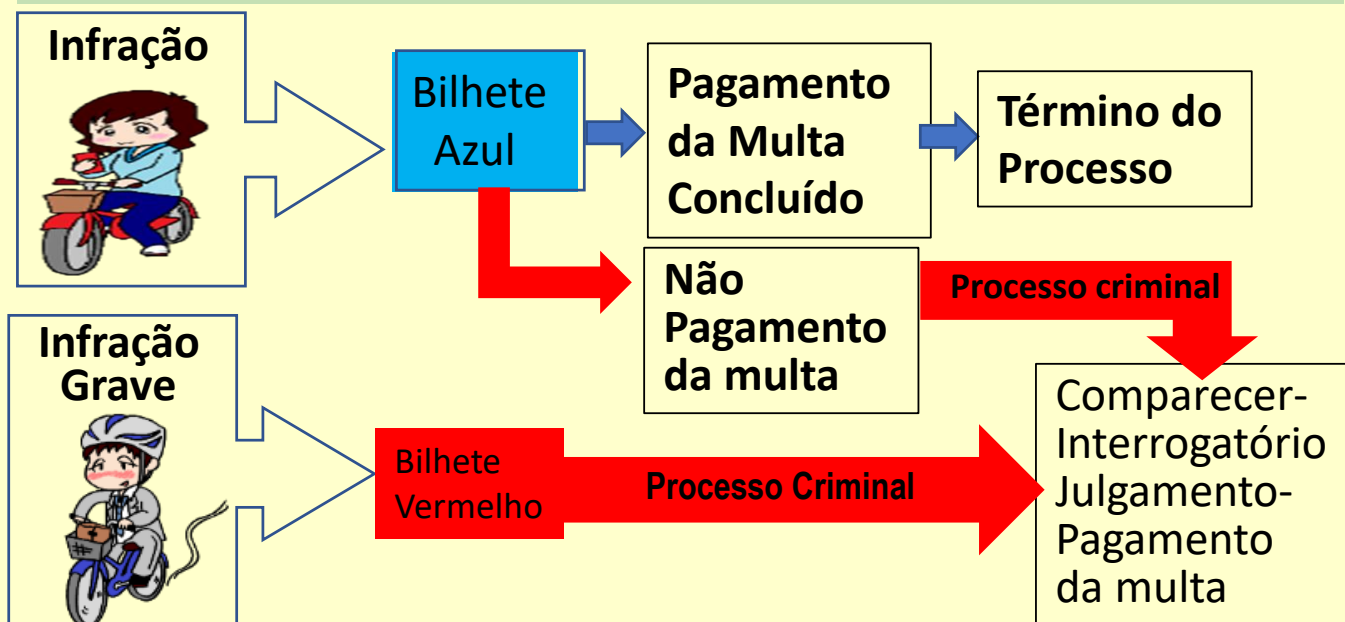 Infração
Bilhete
Azul
Pagamento
da Multa
Concluído
Término do
Processo
Não
Pagamento
da multa
Processo criminal
Infração
Grave
Bilhete
Vermelho
Processo Criminal
Comparecer-
Interrogatório
Julgamento-
Pagamento
da multa